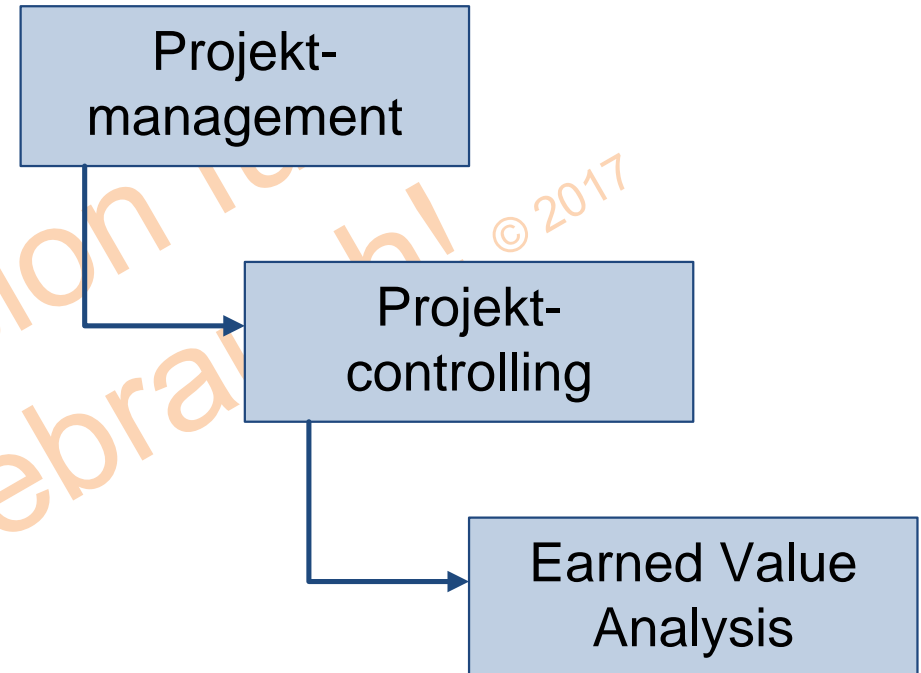 Projekt-
management
© 2017
Projekt-
controlling
Earned Value
Analysis